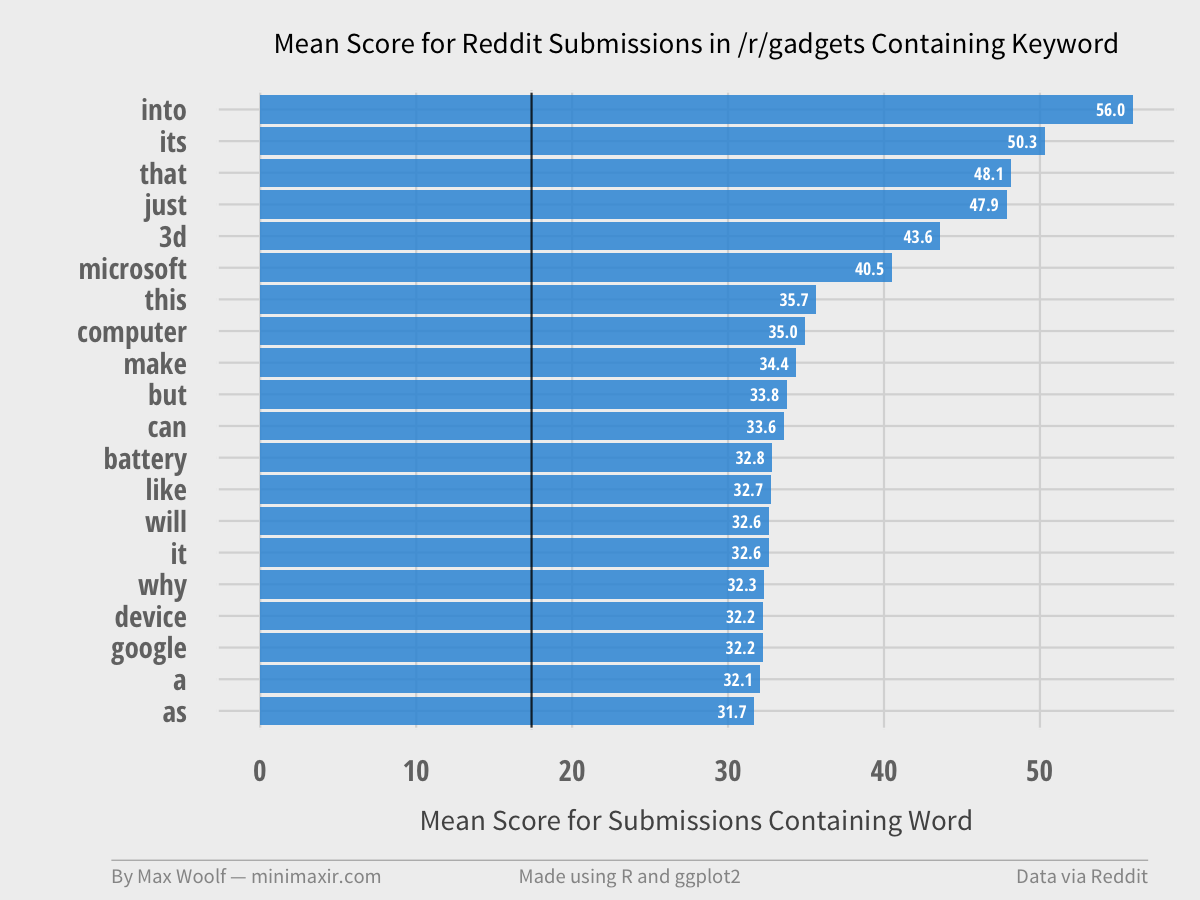 Mean Score for Reddit Submissions in /r/gadgets Containing Keyword
into 56.0
its 50.3
that 48.1
just 47.9
3d 43.6
microsoft 40.5
this 35.7
computer 35.0
make 34.4
but 33.8
can 33.6
battery 32.8
like 32.7
will 32.6
it 32.6
why 32.3
device 32.2
google 32.2
a 32.1
as 31.7
0 10 20 30 40 50
Mean Score for Submissions Containing Word
By Max Woolf — minimaxir.com Made using R and ggplot2 Data via Reddit